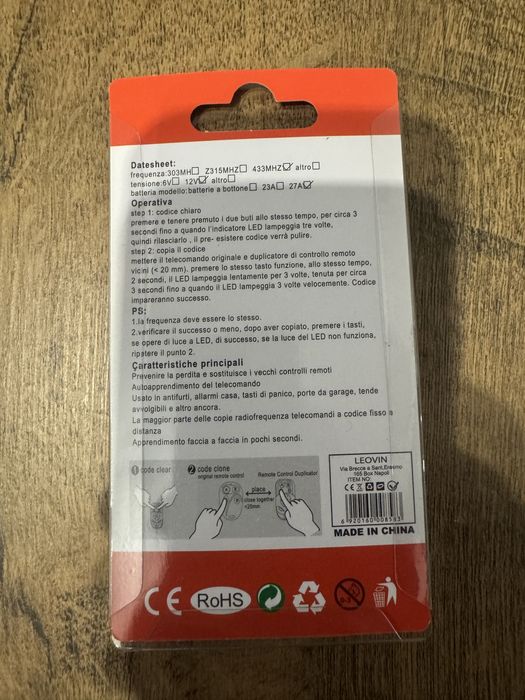 Datesheet:
frequenza:303MH Z315MHZ 433MHZ altro
tensione:6V 12V altro
batteria modello:batterie a bottone 23A 27A
Operativa
step 1: codice chiaro
premere e tenere premuto i due buti allo stesso tempo, per circa 3
secondi fino a quando l'indicatore LED lampeggia tre volte,
quindi rilasciarlo , il pre- esistere codice verrà pulire.
step 2: copia il codice
mettere il telecomando originale e duplicatore di controllo remoto
vicini (< 20 mm). premere lo stesso tasto funzione, allo stesso tempo,
2 secondi, il LED lampeggia lentamente per 3 volte, tenuta per circa
3 secondi fino a quando il LED lampeggia 3 volte velocemente. Codice
impareranno successo.
PS:
1.la frequenza deve essere lo stesso.
2.verificare il successo o meno, dopo aver copiato, premere i tasti,
se opere di luce a LED, di successo, se la luce del LED non funziona,
ripetere il punto 2.
Caratteristiche principali
Prevenire la perdita e sostituisce i vecchi controlli remoti
Autoapprendimento del telecomando
Usato in antifurti, allarmi casa, tasti di panico, porte da garage, tende
avvolgibili e altro ancora.
La maggior parte delle copie radiofrequenza telecomandi a codice fisso a
distanza
Apprendimento faccia a faccia in pochi secondi.
1 code clear
2 code clone
original remote control
Remote Control Duplicator
place
close together
<20mm
LEOVIN
Via Brecce a Sant,Erasmo
165 Box Napoli
ITEM NO:
CE
6 920160 008583
MADE IN CHINA
CE RoHS 0-3